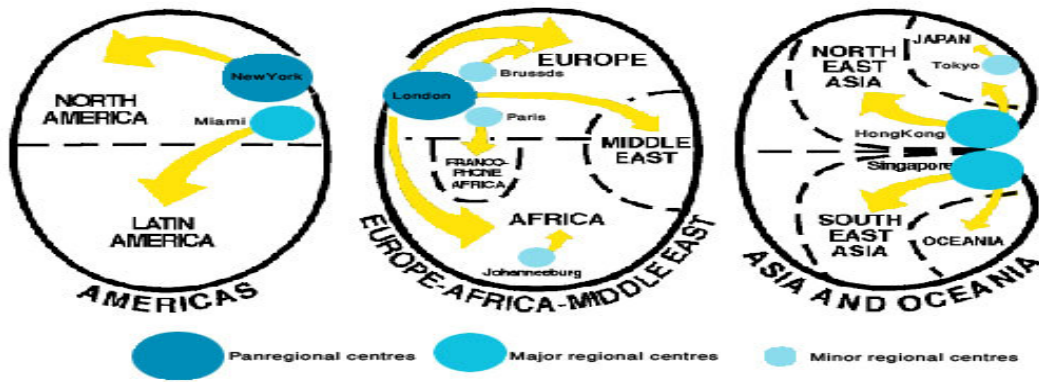 NewYork
NORTH
AMERICA
Miami
LATIN
AMERICA
AMERICAS
EUROPE
Brussds
London
Paris
MIDDLE
EAST
FRANCO-
PHONE
AFRICA
AFRICA
Johannesburg
EUROPE-AFRICA-MIDDLE EAST
JAPAN
NORTH
EAST
ASIA
Tokyo
HongKong
Singapore
SOUTH
EAST
ASIA
OCEANIA
ASIA AND OCEANIA
Panregional centres
Major regional centres
Minor regional centres